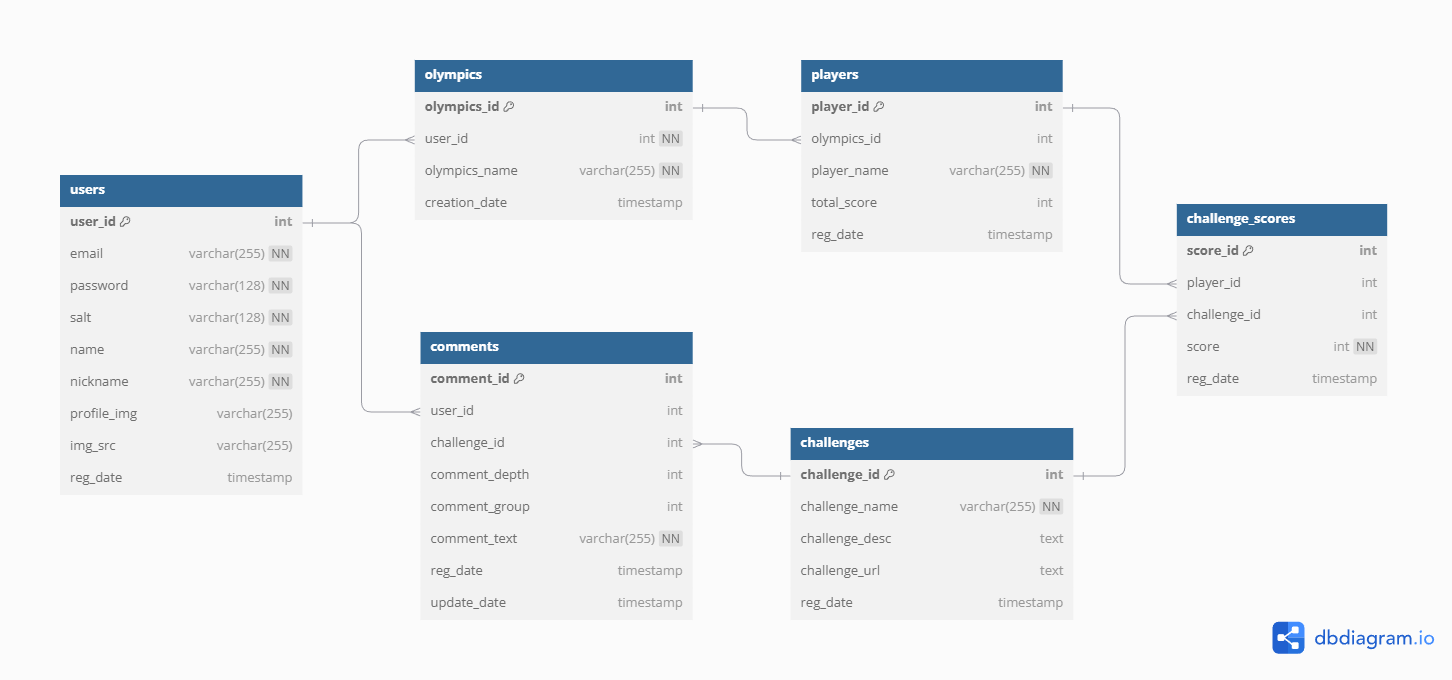 olympics
olympics_id int
user_id int NN
olympics_name varchar(255) NN
creation_date timestamp
players
player_id int
olympics_id int
player_name varchar(255) NN
total_score int
reg_date timestamp
users
user_id int
email varchar(255) NN
password varchar(128) NN
salt varchar(128) NN
name varchar(255) NN
nickname varchar(255) NN
profile_img varchar(255)
img_src varchar(255)
reg_date timestamp
challenge_scores
score_id int
player_id int
challenge_id int
score int NN
reg_date timestamp
comments
comment_id int
user_id int
challenge_id int
comment_depth int
comment_group int
comment_text varchar(255) NN
reg_date timestamp
update_date timestamp
challenges
challenge_id int
challenge_name varchar(255) NN
challenge_desc text
challenge_url text
reg_date timestamp
dbdiagram.io